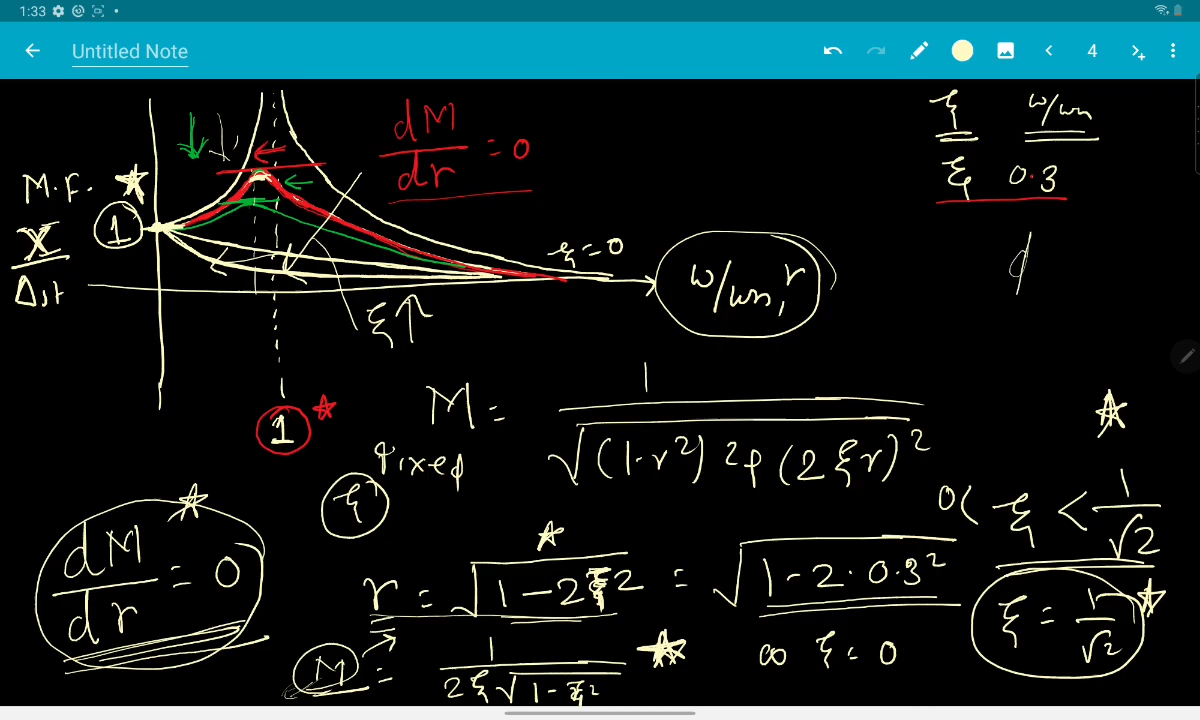 1:33
Untitled Note
4
dM/dr = 0
ξ ω/ωn
ξ 0.3
M.F.
1
X/Δst
ξ=0
ω/ωn, r
ξ↑
1
M = 1/√((1-r²)²+(2ξr)²
fixed
ξ
0< ξ < 1/√2
dM/dr = 0
r = √1-2ξ² = √1-2·0.3²
ξ = 1/√2
M = 1/2ξ√1-ξ²
∞ ξ=0